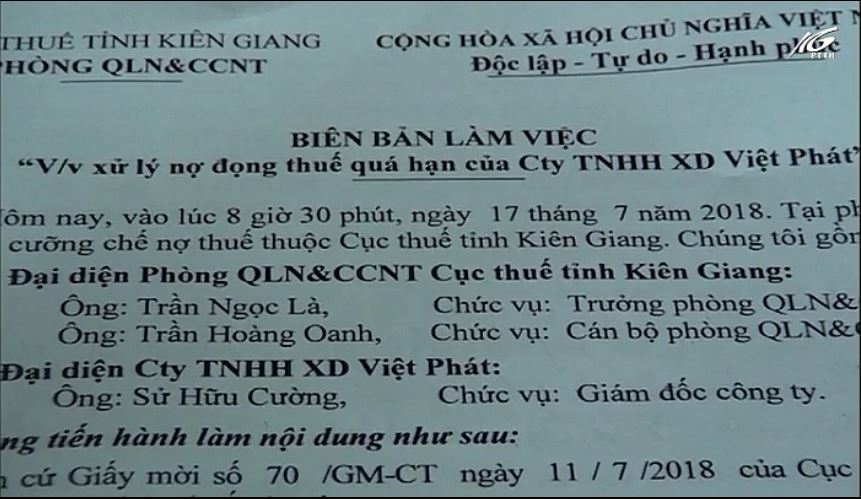 THUẾ TỈNH KIÊN GIANG
CỘNG HÒA XÃ HỘI CHỦ NGHĨA VIỆT
PHÒNG QLN&CCNT
Độc lập - Tự do - Hạnh phúc
PTTH
BIÊN BẢN LÀM VIỆC
“V/v xử lý nợ đọng thuế quá hạn của Cty TNHH XD Việt Phát”
Hôm nay, vào lúc 8 giờ 30 phút, ngày 17 tháng 7 năm 2018. Tại
cưỡng chế nợ thuế thuộc Cục thuế tỉnh Kiên Giang. Chúng tôi gồm
Đại diện Phòng QLN&CCNT Cục thuế tỉnh Kiên Giang:
Ông: Trần Ngọc Là, Chức vụ: Trưởng phòng QLN&
Ông: Trần Hoàng Oanh, Chức vụ: Cán bộ phòng QLN&
Đại diện Cty TNHH XD Việt Phát:
Ông: Sử Hữu Cường, Chức vụ: Giám đốc công ty.
tiến hành làm nội dung như sau:
cứ Giấy mời số 70 /GM-CT ngày 11 / 7 /2018 của Cục